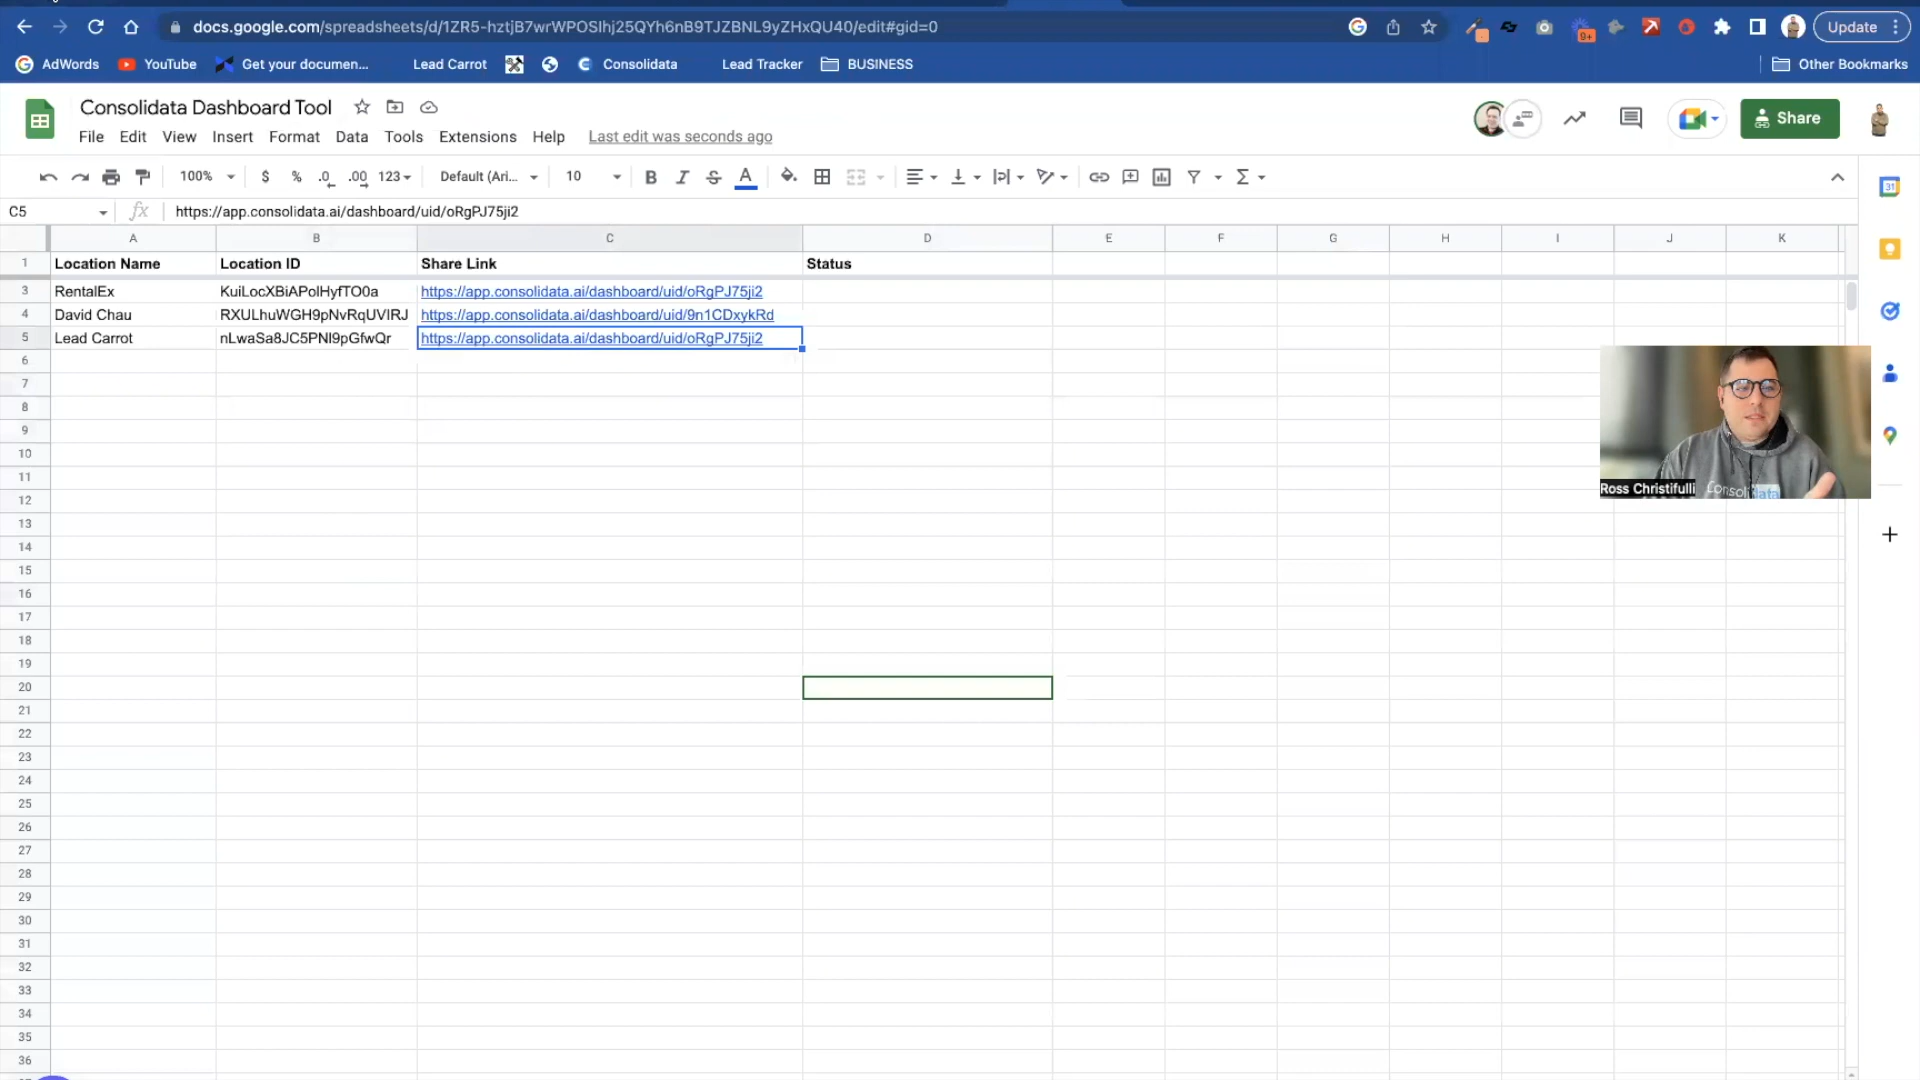 docs.google.com/spreadsheets/d/1ZR5-hztjB7wrWPOSIhj25QYh6nB9TJZBNL9yZHxQU40/edit#gid=0
9+
Update
AdWords
YouTube
Get your documen...
Lead Carrot
Consolidata
Lead Tracker
BUSINESS
Other Bookmarks
Consolidata Dashboard Tool
File Edit View Insert Format Data Tools Extensions Help Last edit was seconds ago
Share
100% $ % .0 .00 123 Default (Ari... 10 B I S A Σ
31
C5 fx https://app.consolidata.ai/dashboard/uid/oRgPJ75ji2
A B C D E F G H I J K
1 Location Name Location ID Share Link Status
3 RentalEx KuiLocXBiAPolHyfTO0a https://app.consolidata.ai/dashboard/uid/oRgPJ75ji2
4 David Chau RXULhuWGH9pNvRqUVIRJ https://app.consolidata.ai/dashboard/uid/9n1CDxykRd
5 Lead Carrot nLwaSa8JC5PNl9pGfwQr https://app.consolidata.ai/dashboard/uid/oRgPJ75ji2
6
7
8
9
10
11
12
13
14
15
16
17
18
19
20
21
22
23
24
25
26
27
28
29
30
31
32
33
34
35
36
Ross Christifulli
Consolidata